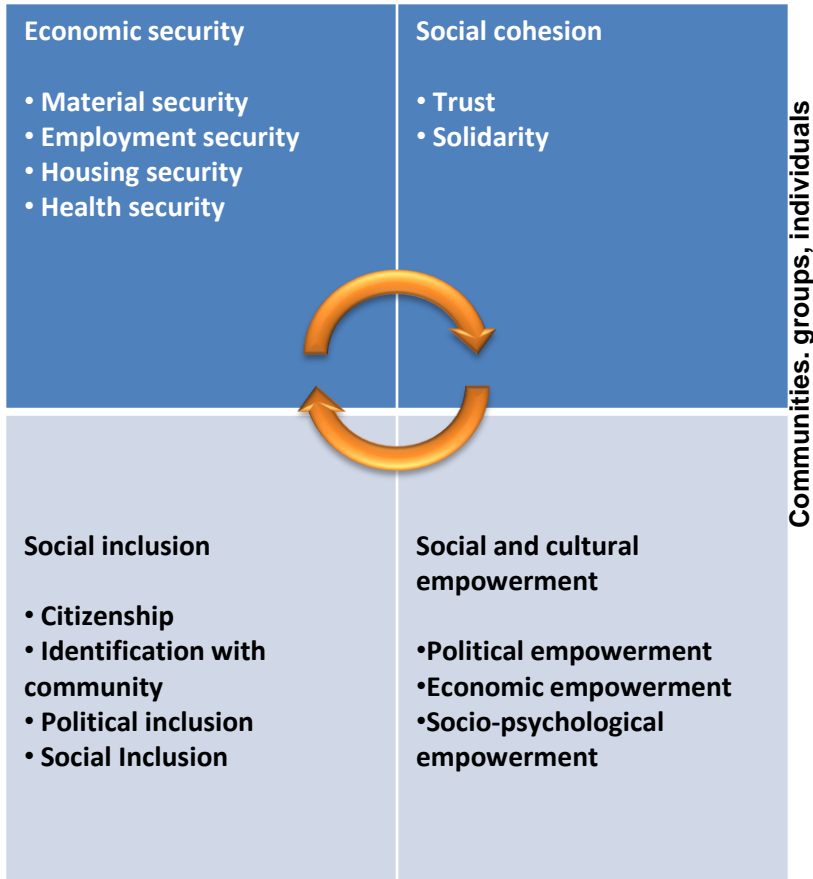 Economic security
• Material security
• Employment security
• Housing security
• Health security
Social cohesion
• Trust
• Solidarity
Social inclusion
• Citizenship
• Identification with
community
• Political inclusion
• Social Inclusion
Social and cultural
empowerment
•Political empowerment
•Economic empowerment
•Socio-psychological
empowerment
Communities. groups, individuals